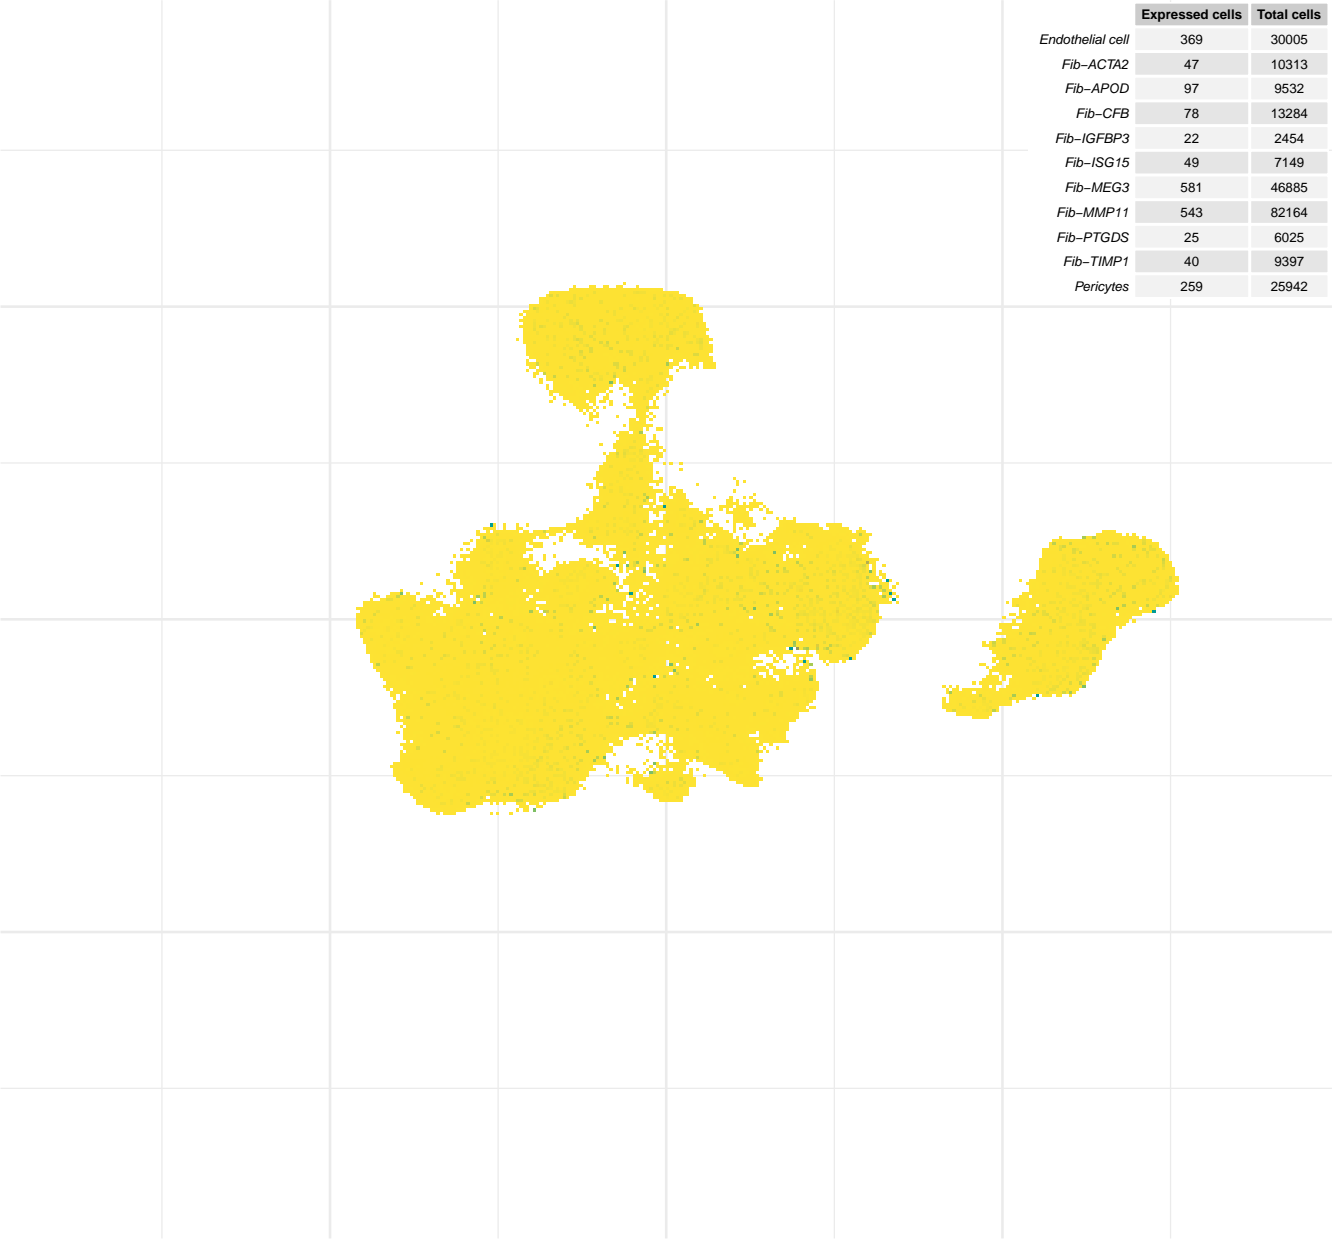 Expressed cells Total cells
Endothelial cell 369 30005
Fib−ACTA2 47 10313
Fib−APOD 97 9532
Fib−CFB 78 13284
Fib−IGFBP3 22 2454
Fib−ISG15 49 7149
Fib−MEG3 581 46885
Fib−MMP11 543 82164
Fib−PTGDS 25 6025
Fib−TIMP1 40 9397
Pericytes 259 25942